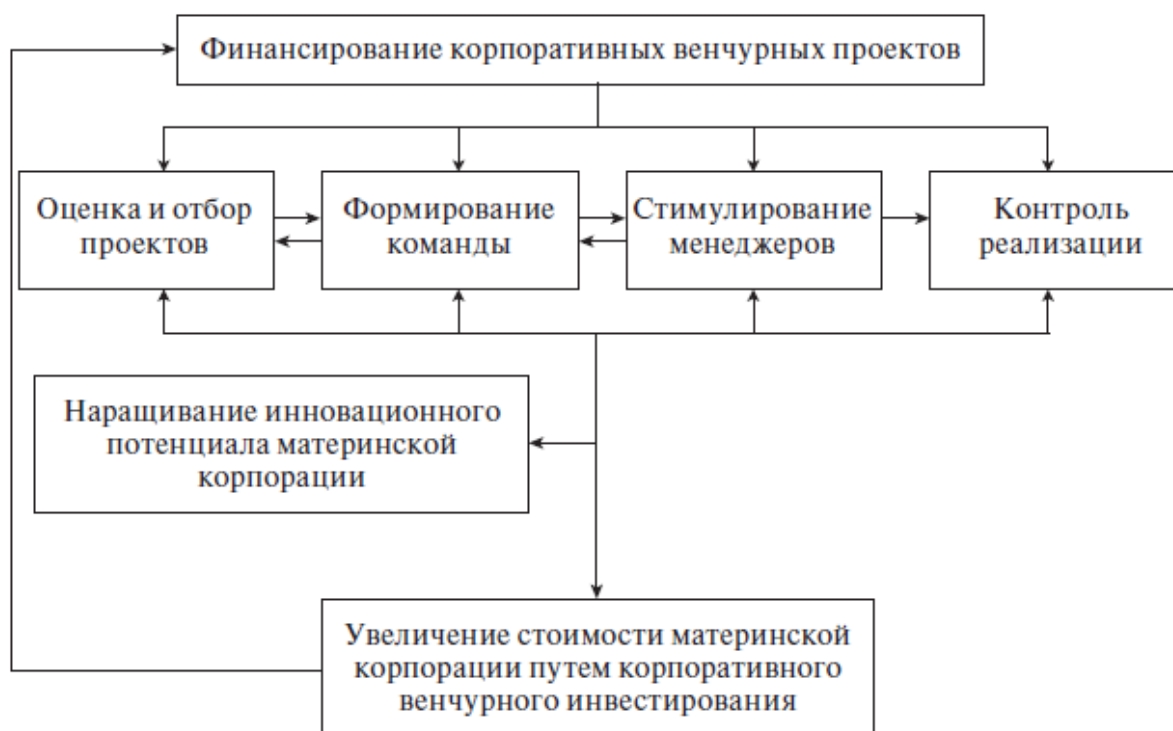 Финансирование корпоративных венчурных проектов
Оценка и отбор
проектов
Формирование
команды
Стимулирование
менеджеров
Контроль
реализации
Наращивание инновационного
потенциала материнской
корпорации
Увеличение стоимости материнской
корпорации путем корпоративного
венчурного инвестирования